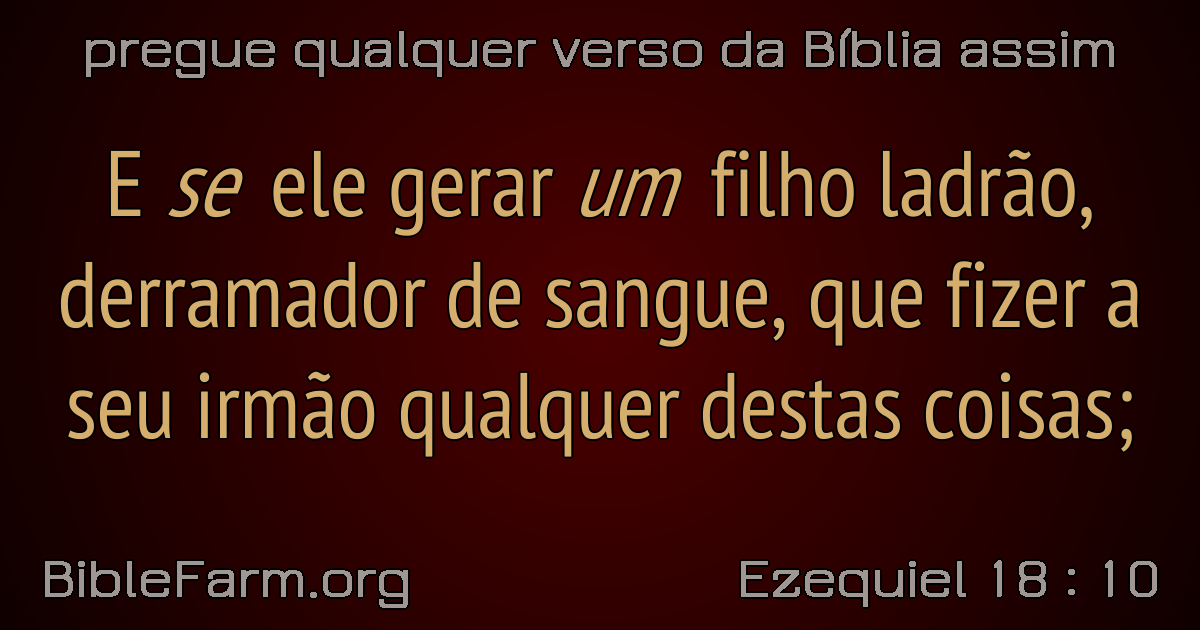 pregue qualquer verso da Bíblia assim
E se ele gerar um filho ladrão,
derramador de sangue, que fizer a
seu irmão qualquer destas coisas;
BibleFarm.org
Ezequiel 18 : 10